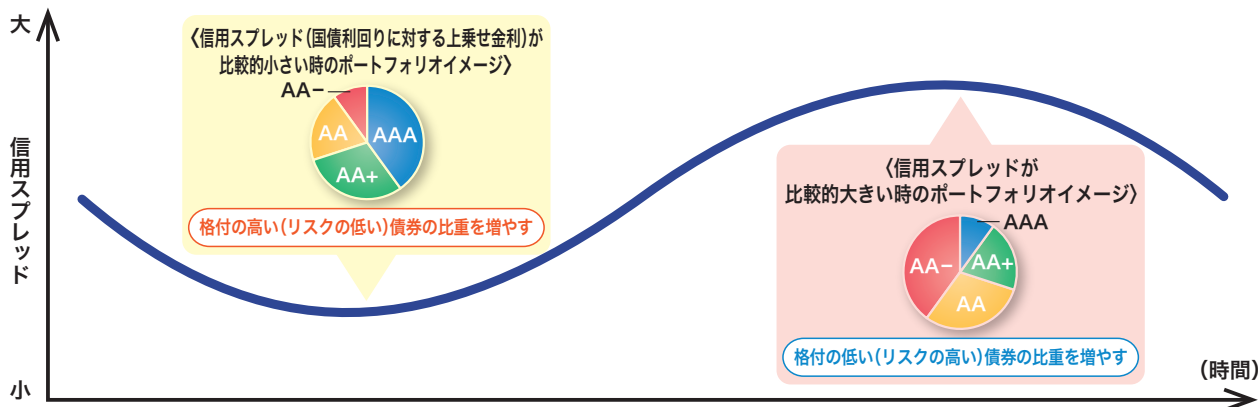 大
信用スプレッド
小
〈信用スプレッド(国債利回りに対する上乗せ金利)が
比較的小さい時のポートフォリオイメージ〉
AA−
AAA
AA
AA+
格付の高い(リスクの低い)債券の比重を増やす
〈信用スプレッドが
比較的大きい時のポートフォリオイメージ〉
AAA
AA−
AA+
AA
格付の低い(リスクの高い)債券の比重を増やす
(時間)